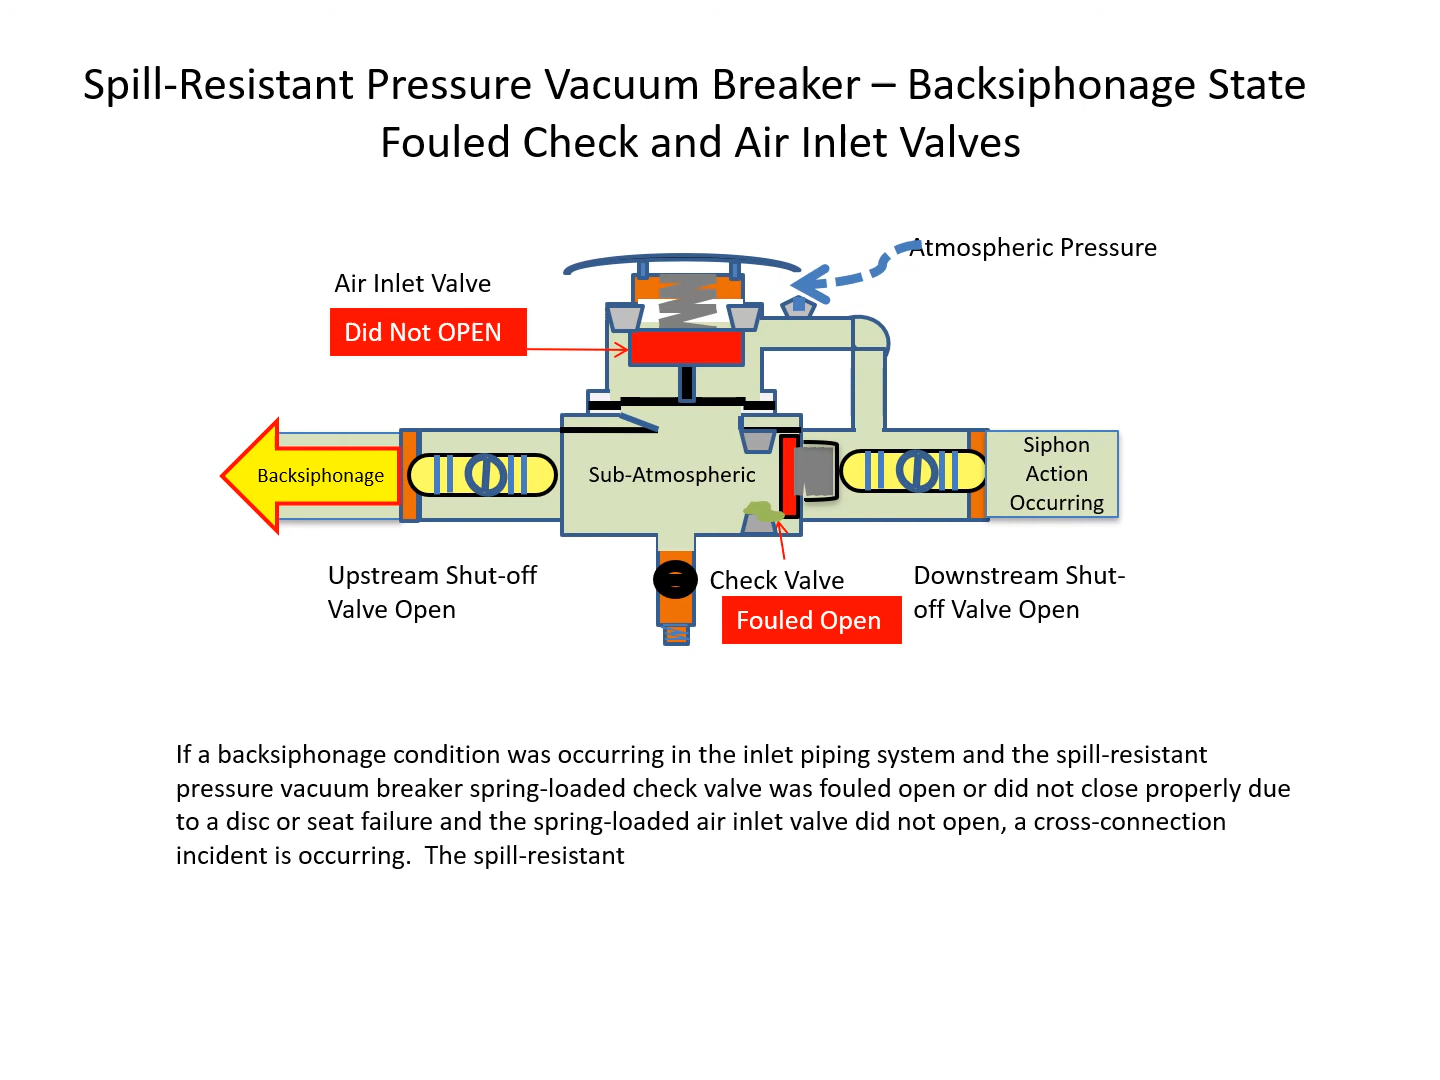 Spill-Resistant Pressure Vacuum Breaker – Backsiphonage State
Fouled Check and Air Inlet Valves
Atmospheric Pressure
Air Inlet Valve
Did Not OPEN
Backsiphonage
Sub-Atmospheric
Siphon
Action
Occurring
Upstream Shut-off
Valve Open
Check Valve
Fouled Open
Downstream Shut-
off Valve Open
If a backsiphonage condition was occurring in the inlet piping system and the spill-resistant
pressure vacuum breaker spring-loaded check valve was fouled open or did not close properly due
to a disc or seat failure and the spring-loaded air inlet valve did not open, a cross-connection
incident is occurring.  The spill-resistant